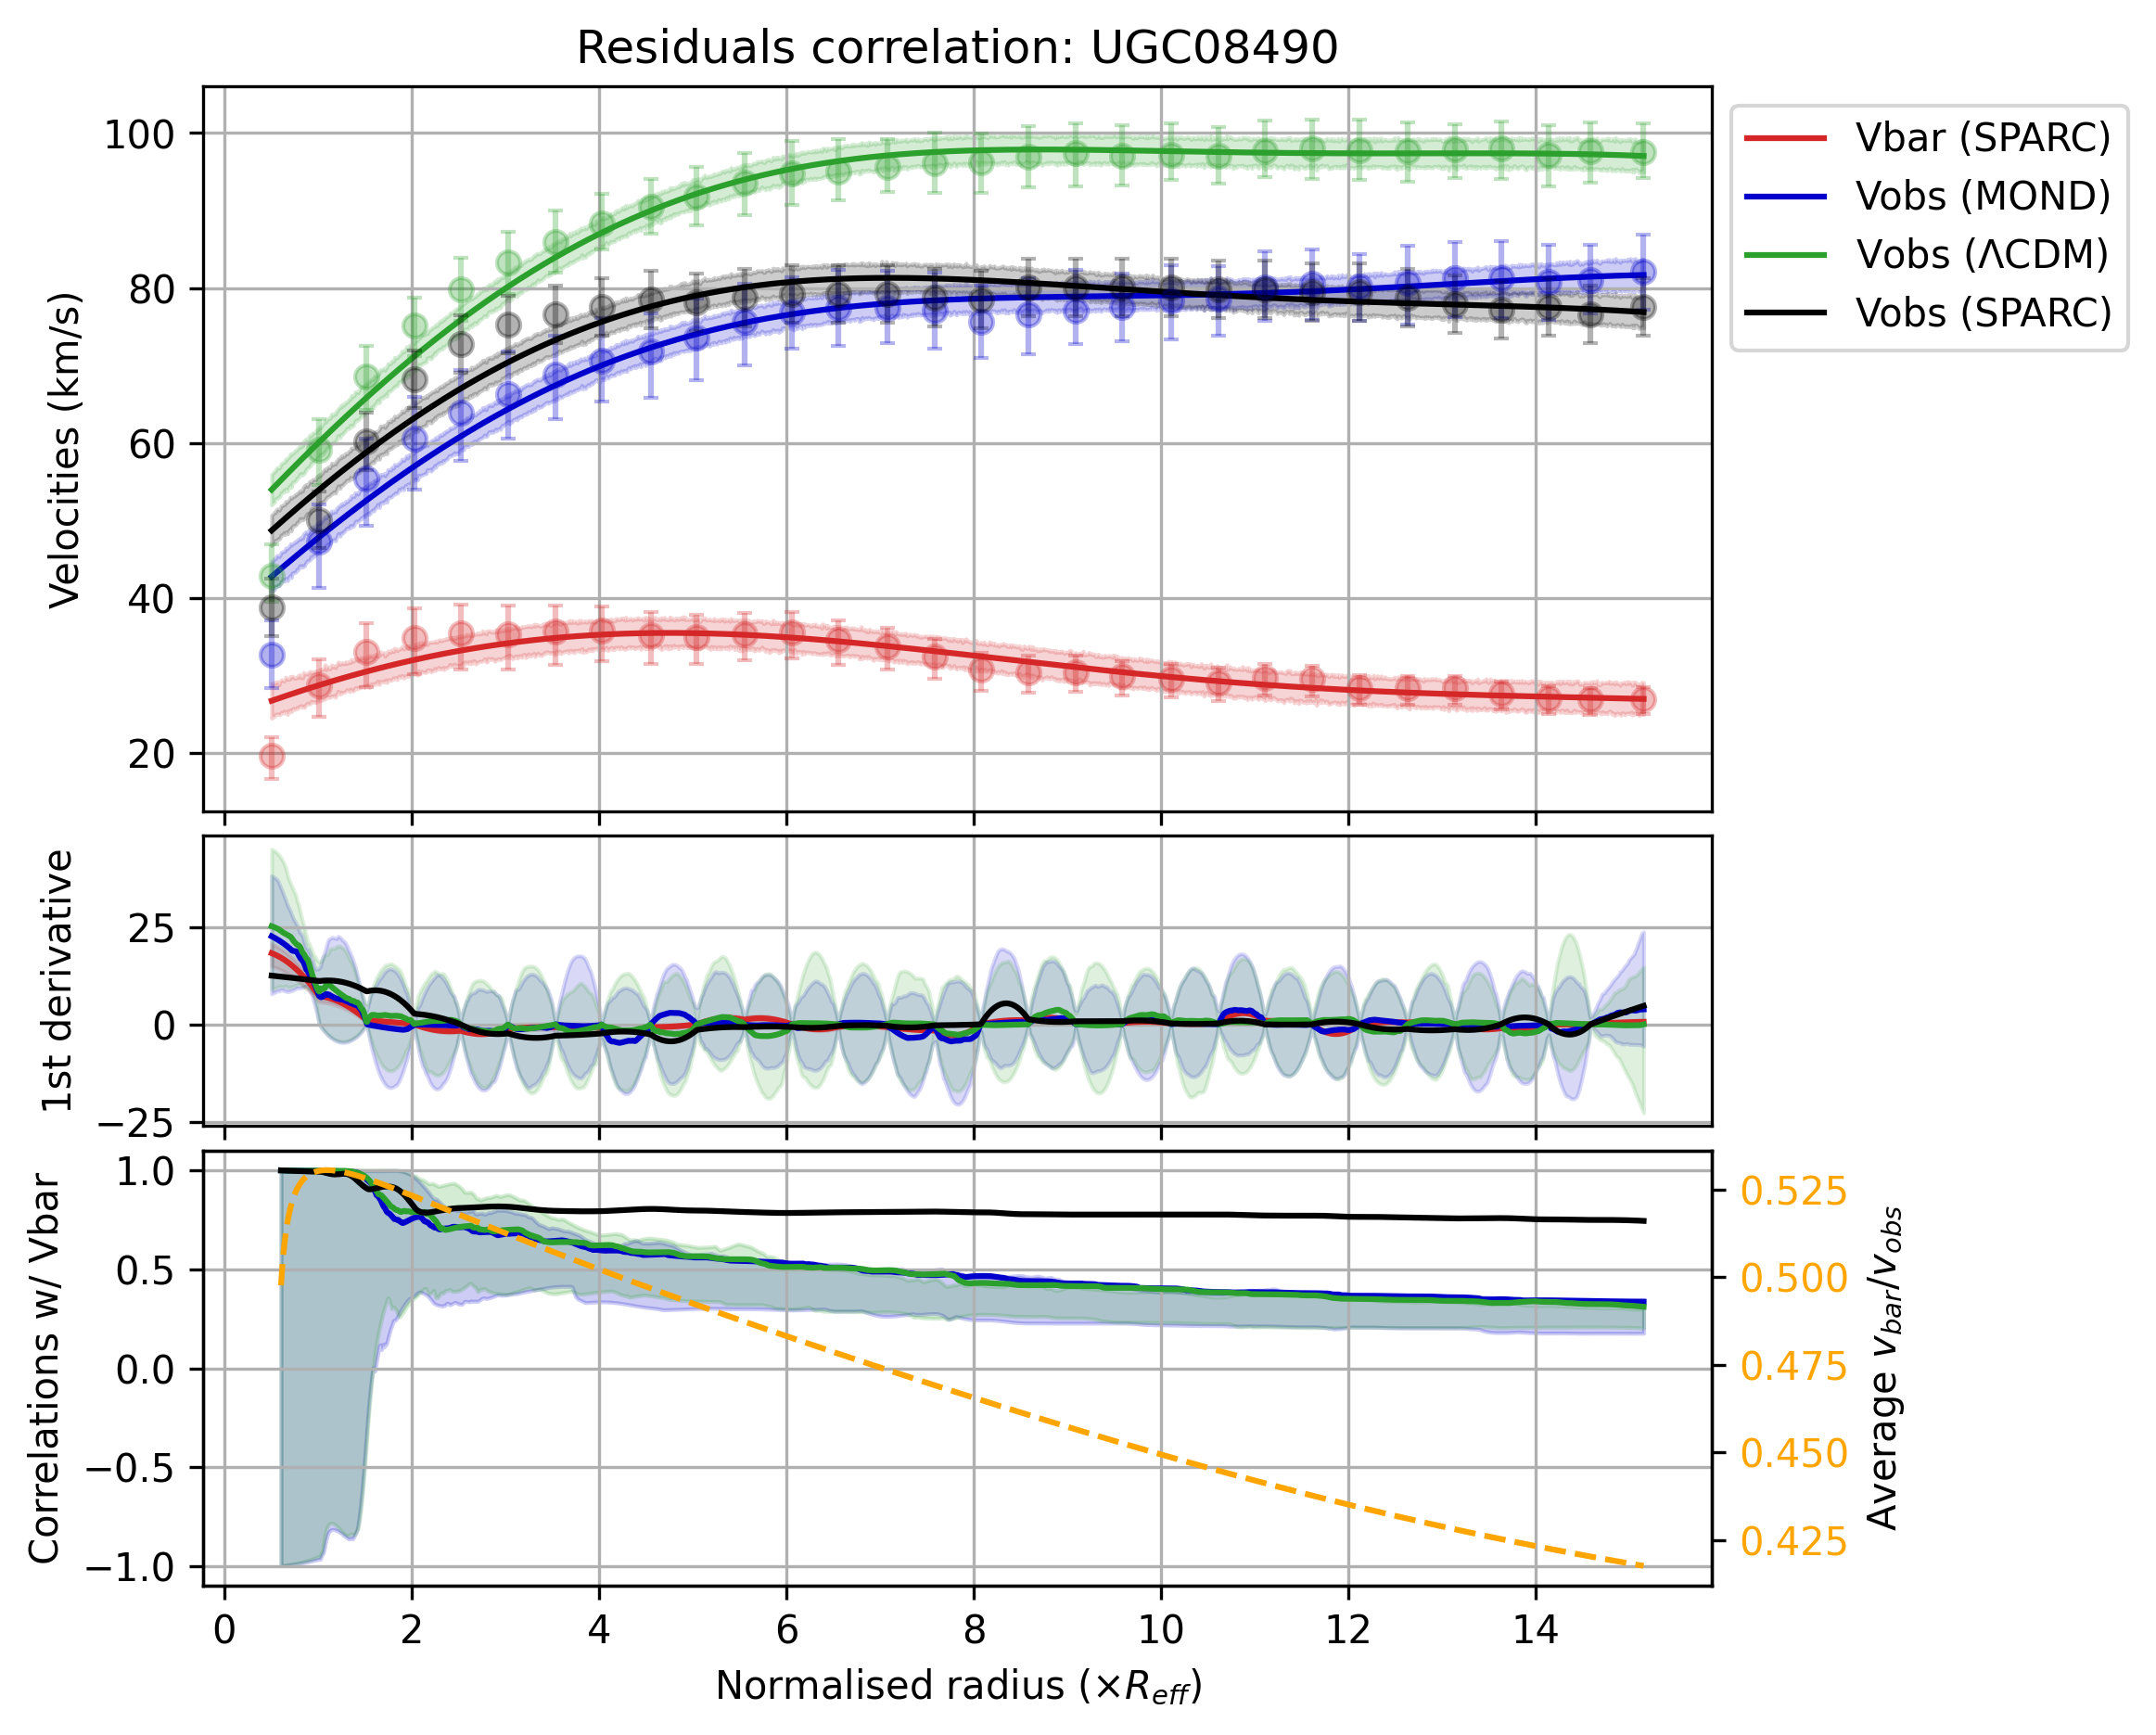 Residuals correlation: UGC08490
Velocities (km/s)
100
80
60
40
20
Vbar (SPARC)
Vobs (MOND)
Vobs (ΛCDM)
Vobs (SPARC)
1st derivative
25
0
−25
Correlations w/ Vbar
1.0
0.5
0.0
−0.5
−1.0
0.525
0.500
0.475
0.450
0.425
Average v_bar/v_obs
0 2 4 6 8 10 12 14
Normalised radius (×R_eff)